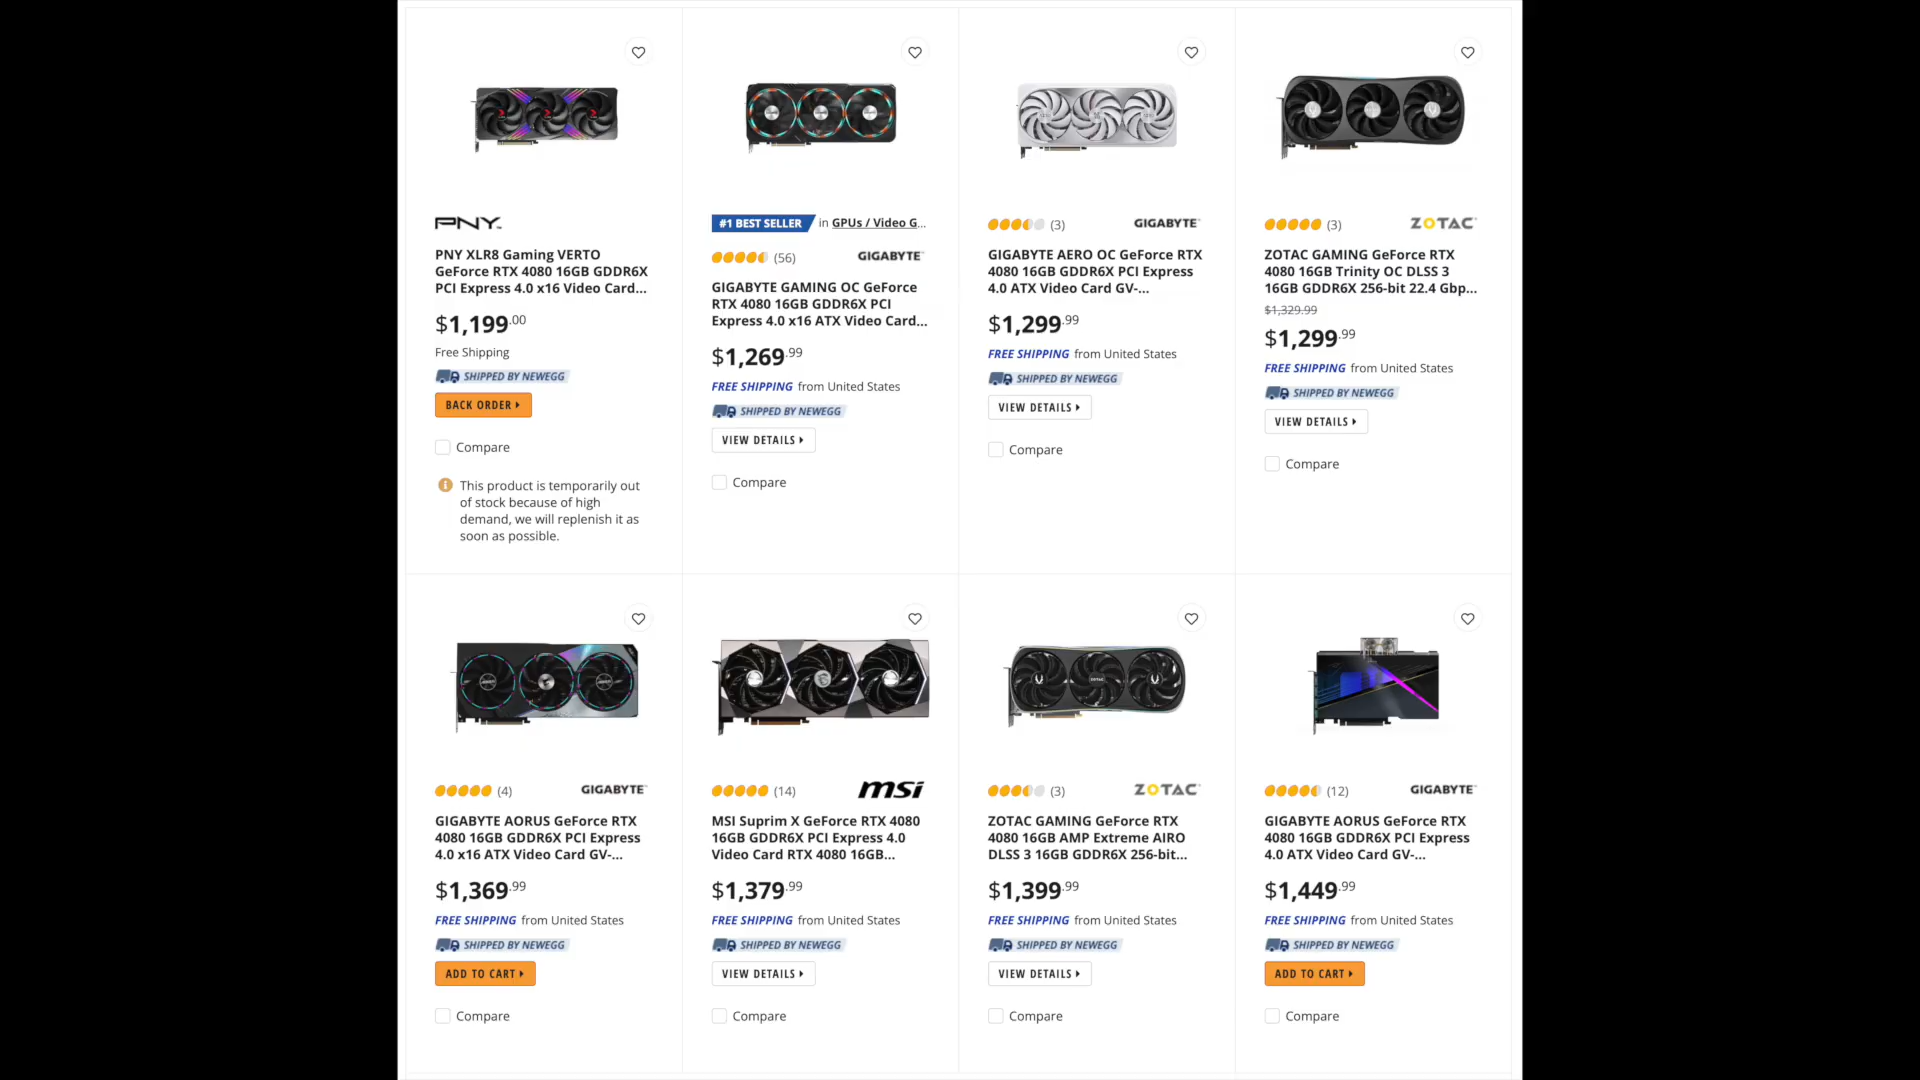 PNY
PNY XLR8 Gaming VERTO
GeForce RTX 4080 16GB GDDR6X
PCI Express 4.0 x16 Video Card...
$1,199.00
Free Shipping
SHIPPED BY NEWEGG
BACK ORDER
Compare
This product is temporarily out
of stock because of high
demand, we will replenish it as
soon as possible.
#1 BEST SELLER in GPUs / Video G...
(56) GIGABYTE
GIGABYTE GAMING OC GeForce
RTX 4080 16GB GDDR6X PCI
Express 4.0 x16 ATX Video Card...
$1,269.99
FREE SHIPPING from United States
SHIPPED BY NEWEGG
VIEW DETAILS
Compare
(3) GIGABYTE
GIGABYTE AERO OC GeForce RTX
4080 16GB GDDR6X PCI Express
4.0 ATX Video Card GV-...
$1,299.99
FREE SHIPPING from United States
SHIPPED BY NEWEGG
VIEW DETAILS
Compare
(3) ZOTAC
ZOTAC GAMING GeForce RTX
4080 16GB Trinity OC DLSS 3
16GB GDDR6X 256-bit 22.4 Gbp...
$1,329.99
$1,299.99
FREE SHIPPING from United States
SHIPPED BY NEWEGG
VIEW DETAILS
Compare
(4) GIGABYTE
GIGABYTE AORUS GeForce RTX
4080 16GB GDDR6X PCI Express
4.0 x16 ATX Video Card GV-...
$1,369.99
FREE SHIPPING from United States
SHIPPED BY NEWEGG
ADD TO CART
Compare
(14) msi
MSI Suprim X GeForce RTX 4080
16GB GDDR6X PCI Express 4.0
Video Card RTX 4080 16GB...
$1,379.99
FREE SHIPPING from United States
SHIPPED BY NEWEGG
VIEW DETAILS
Compare
ZOTAC
(3) ZOTAC
ZOTAC GAMING GeForce RTX
4080 16GB AMP Extreme AIRO
DLSS 3 16GB GDDR6X 256-bit...
$1,399.99
FREE SHIPPING from United States
SHIPPED BY NEWEGG
VIEW DETAILS
Compare
(12) GIGABYTE
GIGABYTE AORUS GeForce RTX
4080 16GB GDDR6X PCI Express
4.0 ATX Video Card GV-...
$1,449.99
FREE SHIPPING from United States
SHIPPED BY NEWEGG
ADD TO CART
Compare